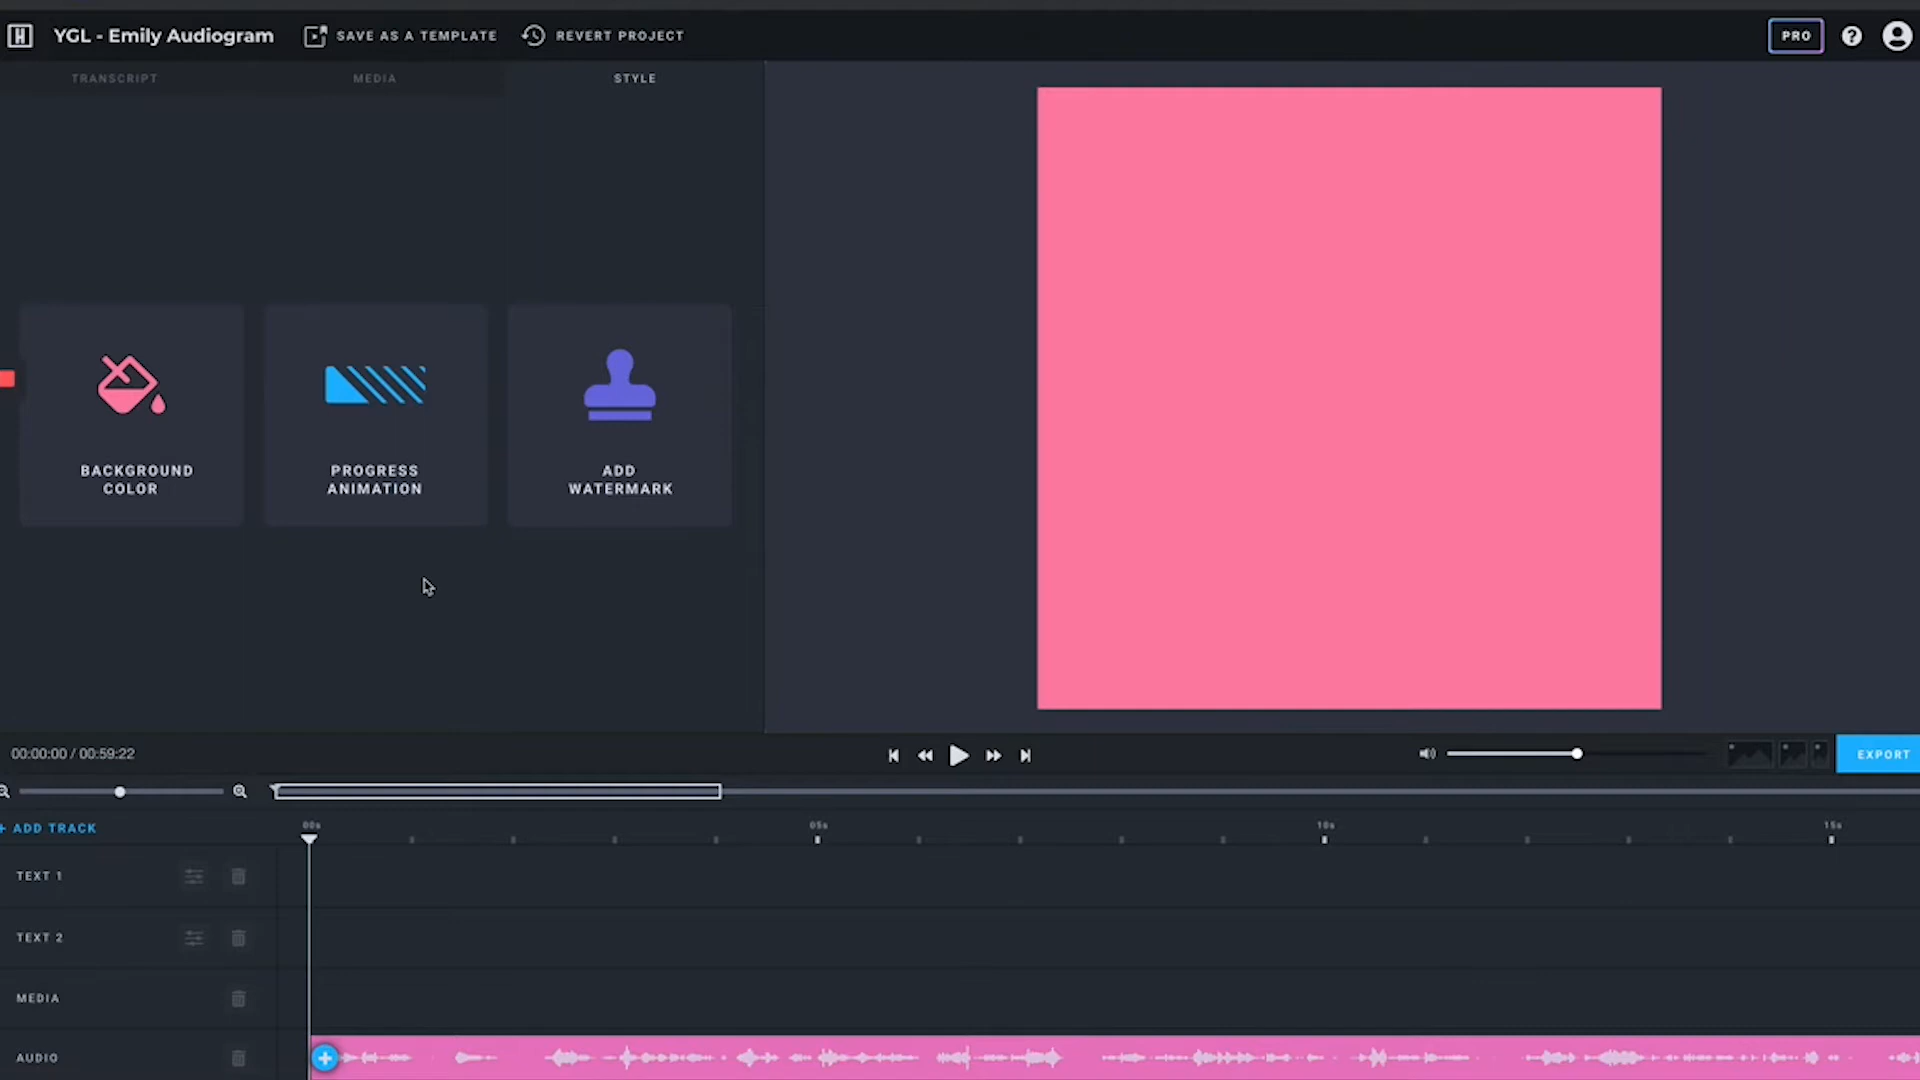 YGL - Emily Audiogram
SAVE AS A TEMPLATE
REVERT PROJECT
PRO
?
TRANSCRIPT
MEDIA
STYLE
BACKGROUND
COLOR
PROGRESS
ANIMATION
ADD
WATERMARK
00:00:00 / 00:59:22
EXPORT
+ ADD TRACK
00s
05s
10s
15s
TEXT 1
TEXT 2
MEDIA
AUDIO